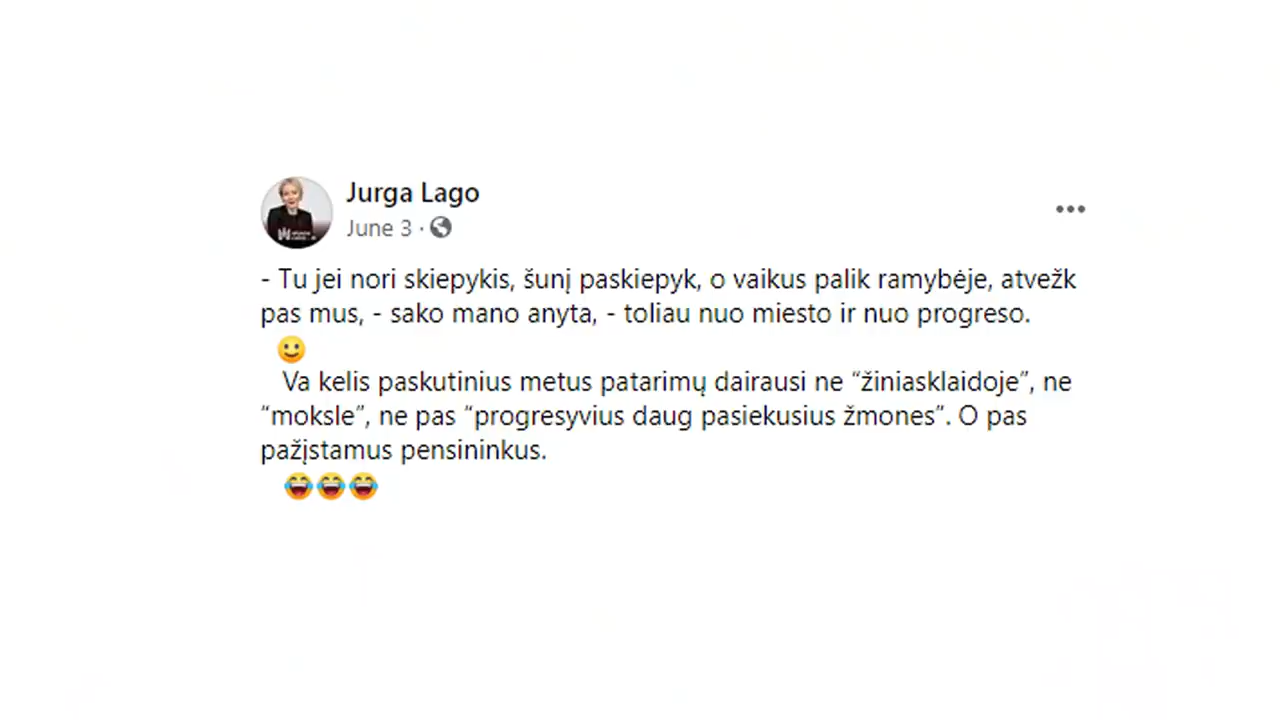 Jurga Lago
June 3 ·
- Tu jei nori skiepykis, šunį paskiepyk, o vaikus palik ramybėje, atvežk
pas mus, - sako mano anyta, - toliau nuo miesto ir nuo progreso.
🙂
Va kelis paskutinius metus patarimų dairausi ne “žiniasklaidoje”, ne
“moksle”, ne pas “progresyvius daug pasiekusius žmones”. O pas
pažįstamus pensininkus.
😂😂😂